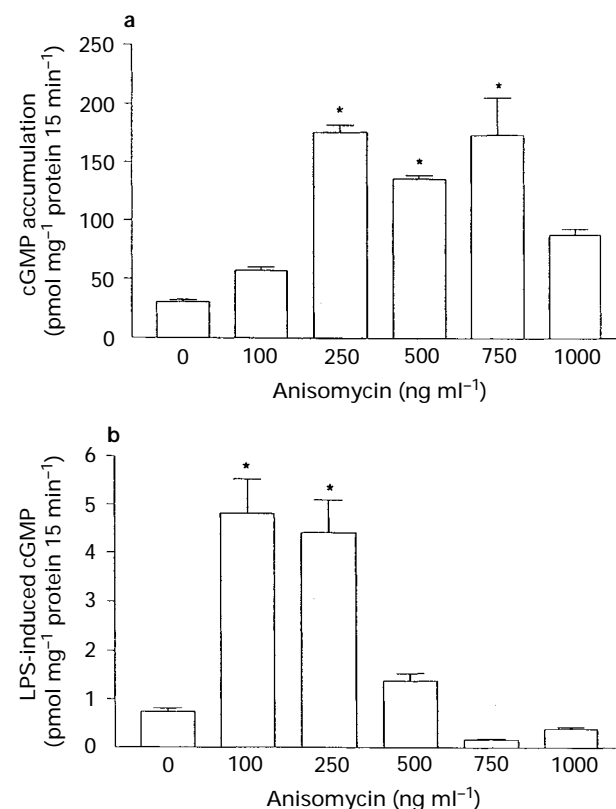 a
cGMP accumulation
(pmol mg⁻¹ protein 15 min⁻¹)
250
200
150
100
50
0
*
*
*
0 100 250 500 750 1000
Anisomycin (ng ml⁻¹)
b
LPS-induced cGMP
(pmol mg⁻¹ protein 15 min⁻¹)
6
5
4
3
2
1
0
*
*
0 100 250 500 750 1000
Anisomycin (ng ml⁻¹)